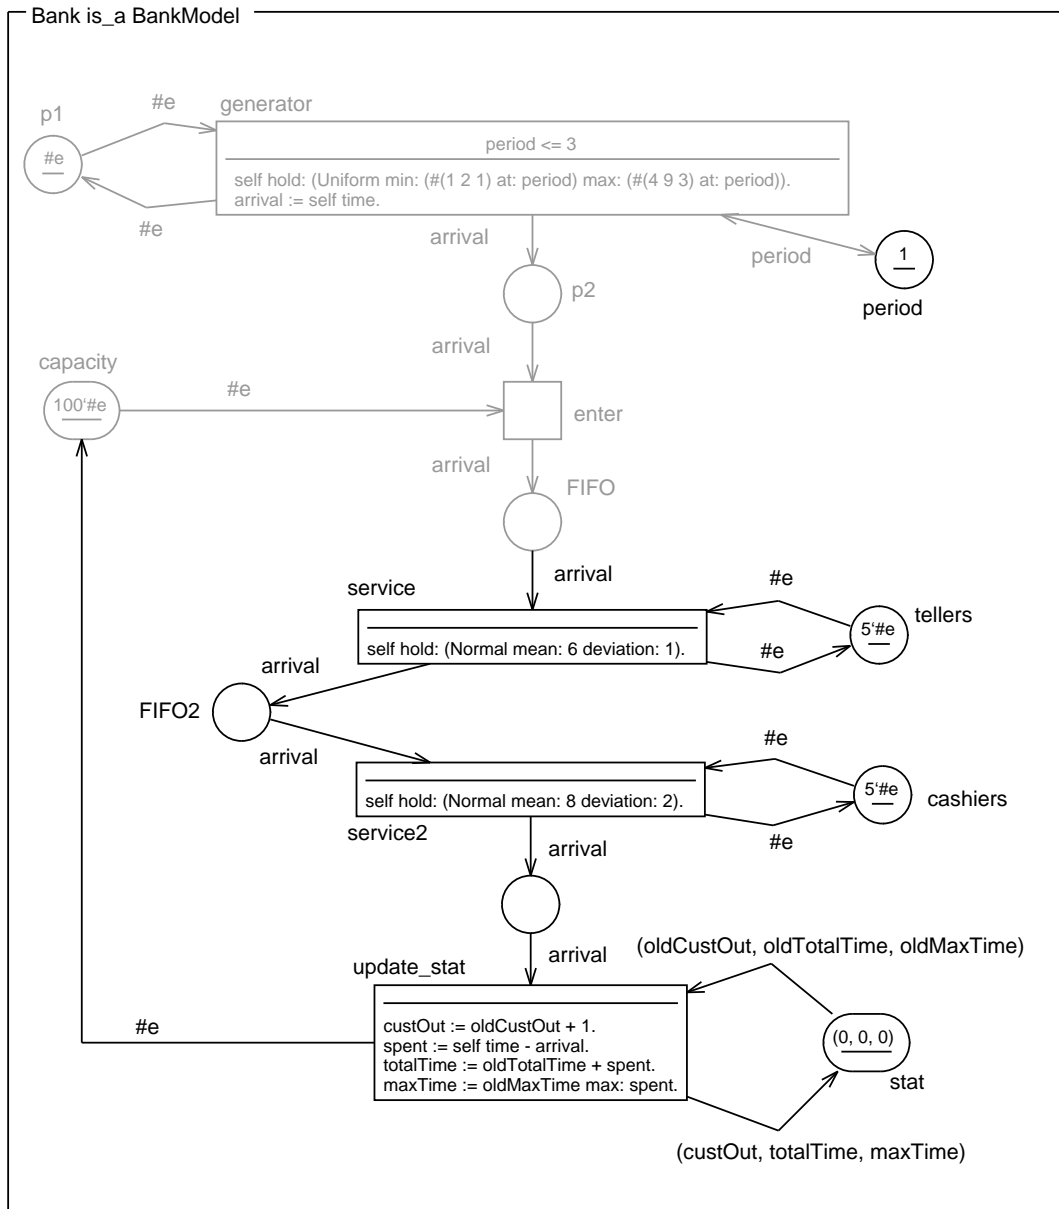 Bank is_a BankModel
#e
generator
p1
#e
period <= 3
self hold: (Uniform min: (#(1 2 1) at: period) max: (#(4 9 3) at: period)).
arrival := self time.
#e
arrival
period
1
p2
period
arrival
capacity
100‘#e
#e
enter
arrival
FIFO
arrival
#e
service
tellers
5‘#e
self hold: (Normal mean: 6 deviation: 1).
#e
arrival
FIFO2
arrival
#e
5‘#e
cashiers
self hold: (Normal mean: 8 deviation: 2).
service2
#e
arrival
(oldCustOut, oldTotalTime, oldMaxTime)
arrival
update_stat
#e
custOut := oldCustOut + 1.
spent := self time - arrival.
totalTime := oldTotalTime + spent.
maxTime := oldMaxTime max: spent.
(0, 0, 0)
stat
(custOut, totalTime, maxTime)